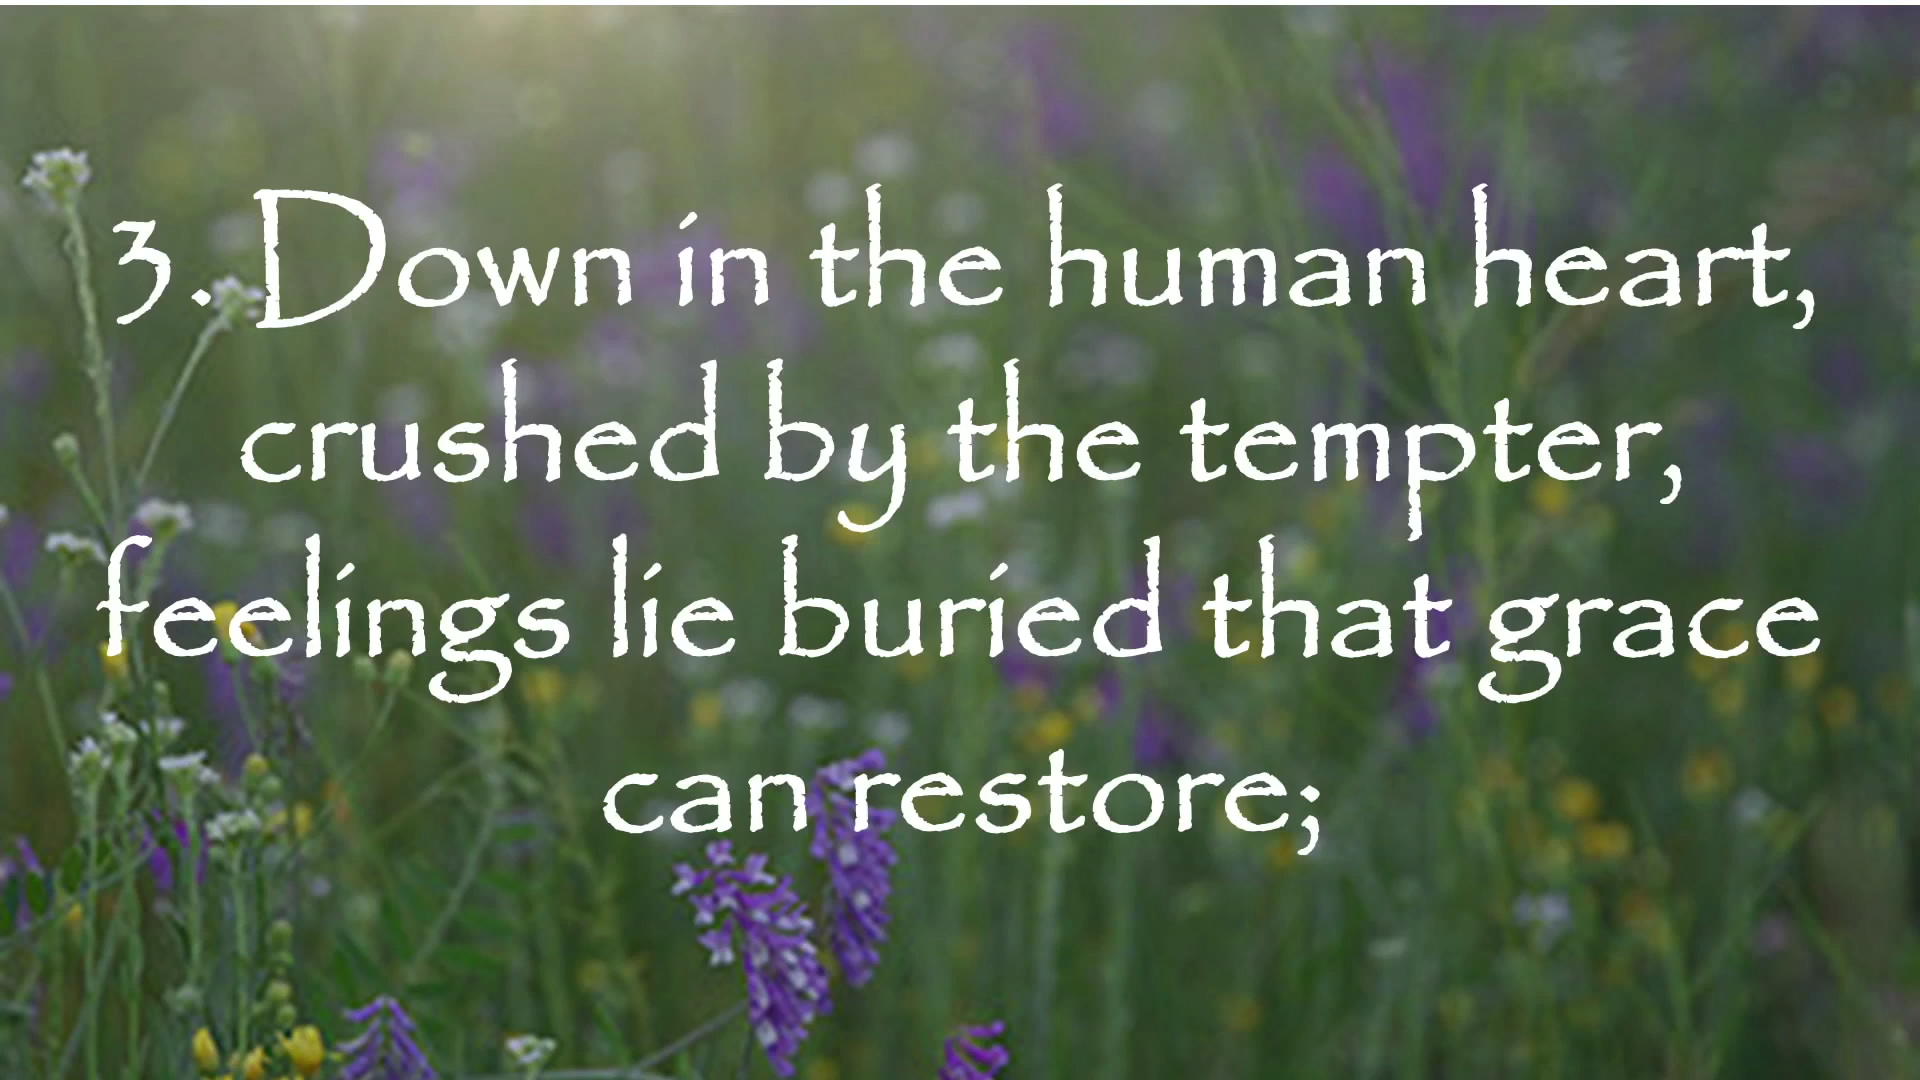 3. Down in the human heart,
crushed by the tempter,
feelings lie buried that grace
can restore;